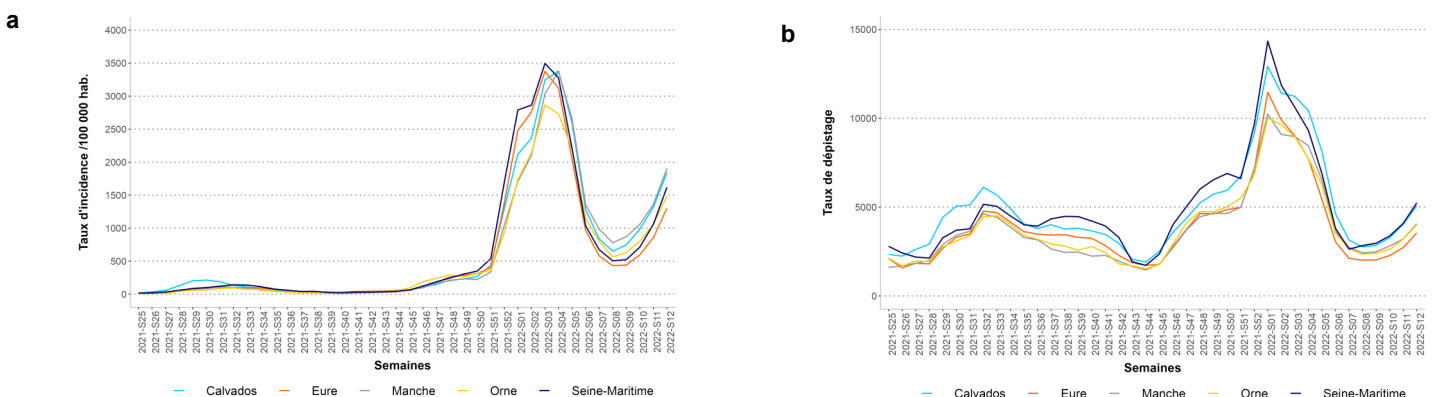 a
Taux d'incidence /100 000 hab.
4000
3500
3000
2500
2000
1500
1000
500
0
2021-S25
2021-S26
2021-S27
2021-S28
2021-S29
2021-S30
2021-S31
2021-S32
2021-S33
2021-S34
2021-S35
2021-S36
2021-S37
2021-S38
2021-S39
2021-S40
2021-S41
2021-S42
2021-S43
2021-S44
2021-S45
2021-S46
2021-S47
2021-S48
2021-S49
2021-S50
2021-S51
2021-S52
2022-S01
2022-S02
2022-S03
2022-S04
2022-S05
2022-S06
2022-S07
2022-S08
2022-S09
2022-S10
2022-S11
2022-S12
Semaines
Calvados Eure Manche Orne Seine-Maritime
b
Taux de dépistage
15000
10000
5000
0
2021-S25
2021-S26
2021-S27
2021-S28
2021-S29
2021-S30
2021-S31
2021-S32
2021-S33
2021-S34
2021-S35
2021-S36
2021-S37
2021-S38
2021-S39
2021-S40
2021-S41
2021-S42
2021-S43
2021-S44
2021-S45
2021-S46
2021-S47
2021-S48
2021-S49
2021-S50
2021-S51
2021-S52
2022-S01
2022-S02
2022-S03
2022-S04
2022-S05
2022-S06
2022-S07
2022-S08
2022-S09
2022-S10
2022-S11
2022-S12
Semaines
Calvados Eure Manche Orne Seine-Maritime